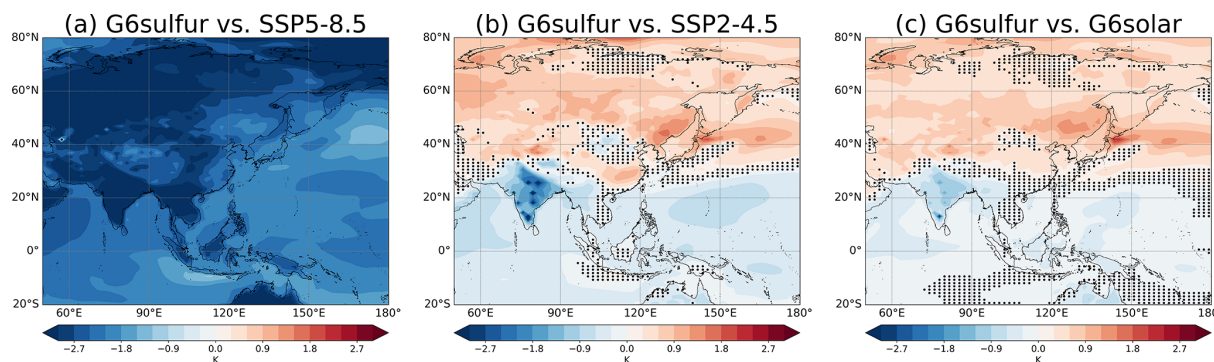 (a) G6sulfur vs. SSP5-8.5
(b) G6sulfur vs. SSP2-4.5
(c) G6sulfur vs. G6solar
80°N
60°N
40°N
20°N
0°
20°S
60°E 90°E 120°E 150°E 180°
80°N
60°N
40°N
20°N
0°
20°S
60°E 90°E 120°E 150°E 180°
80°N
60°N
40°N
20°N
0°
20°S
60°E 90°E 120°E 150°E 180°
−2.7 −1.8 −0.9 0.0 0.9 1.8 2.7
K
−2.7 −1.8 −0.9 0.0 0.9 1.8 2.7
K
−2.7 −1.8 −0.9 0.0 0.9 1.8 2.7
K